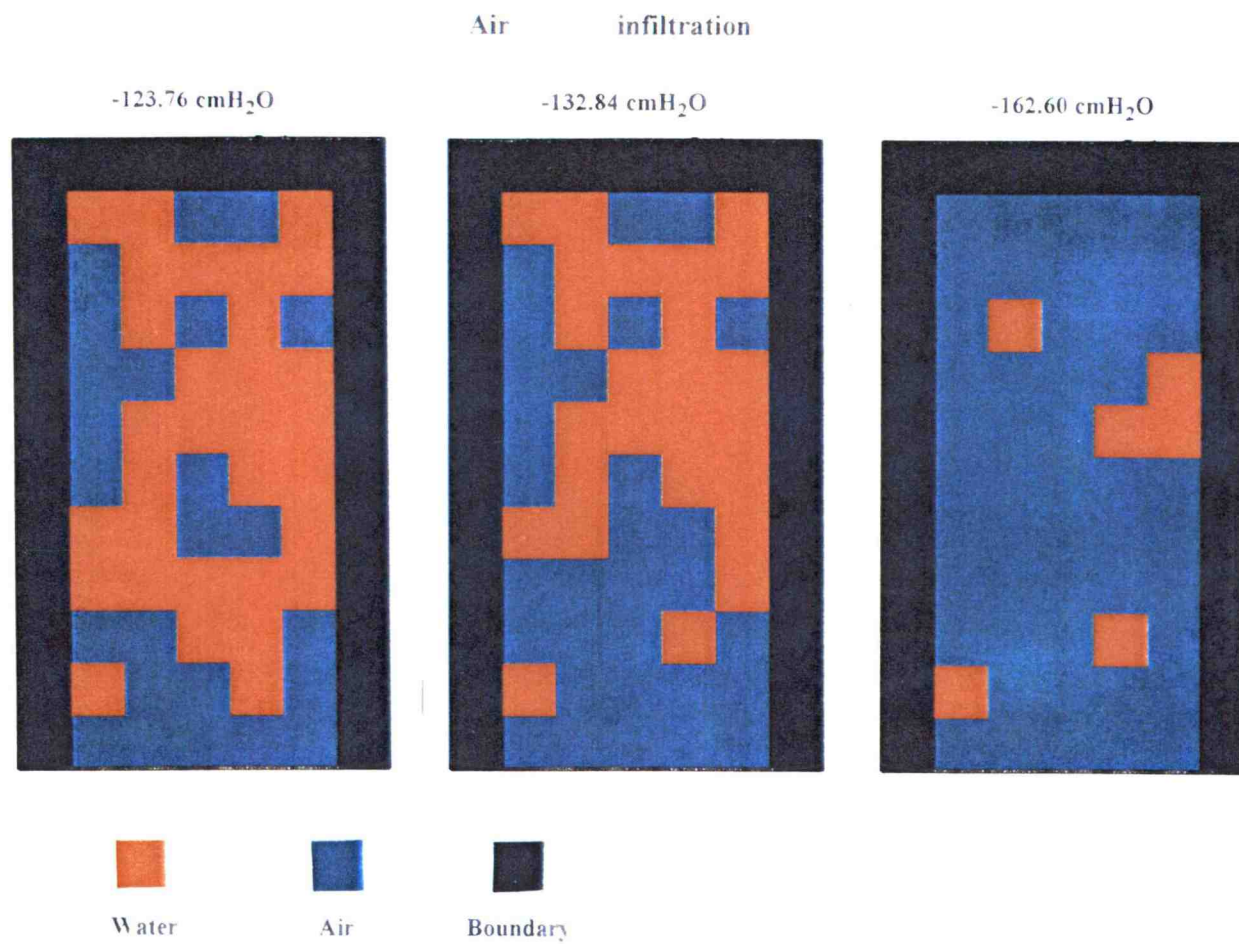 Air infiltration
-123.76 cmH₂O -132.84 cmH₂O -162.60 cmH₂O
Water Air Boundary